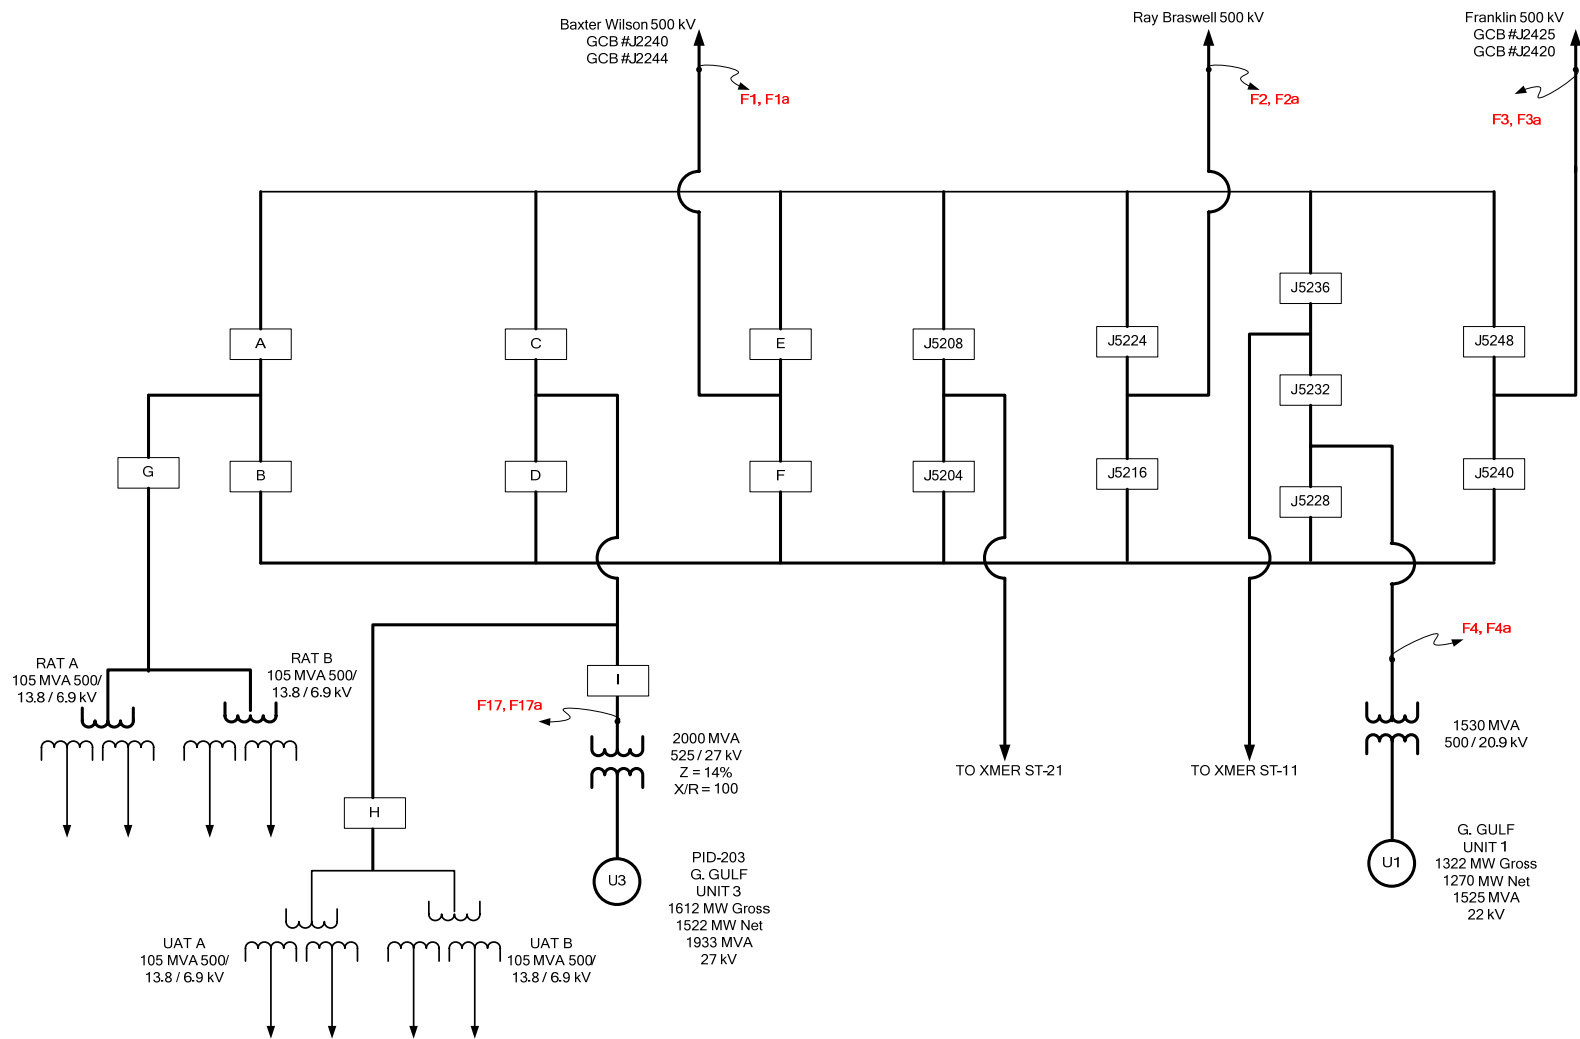 Baxter Wilson 500 kV
GCB #J2240
GCB #J2244
Ray Braswell 500 kV
Franklin 500 kV
GCB #J2425
GCB #J2420
F1, F1a
F2, F2a
F3, F3a
J5236
A
C
E
J5208
J5224
J5248
J5232
G
B
D
F
J5204
J5216
J5228
J5240
F4, F4a
RAT A
105 MVA 500/
13.8 / 6.9 kV
RAT B
105 MVA 500/
13.8 / 6.9 kV
I
F17, F17a
2000 MVA
525 / 27 kV
Z = 14%
X/R = 100
1530 MVA
500 / 20.9 kV
TO XMER ST-21
TO XMER ST-11
H
U3
PID-203
G. GULF
UNIT 3
1612 MW Gross
1522 MW Net
1933 MVA
27 kV
U1
G. GULF
UNIT 1
1322 MW Gross
1270 MW Net
1525 MVA
22 kV
UAT A
105 MVA 500/
13.8 / 6.9 kV
UAT B
105 MVA 500/
13.8 / 6.9 kV